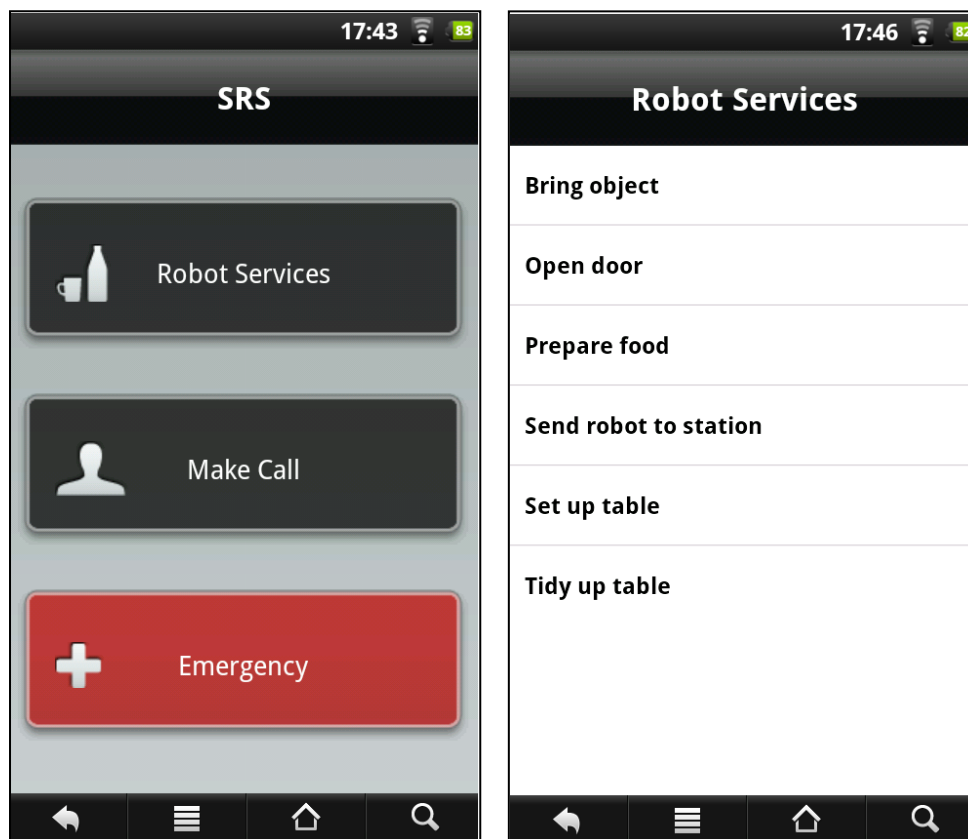 17:43 83
SRS
Robot Services
Make Call
Emergency
17:46 82
Robot Services
Bring object
Open door
Prepare food
Send robot to station
Set up table
Tidy up table